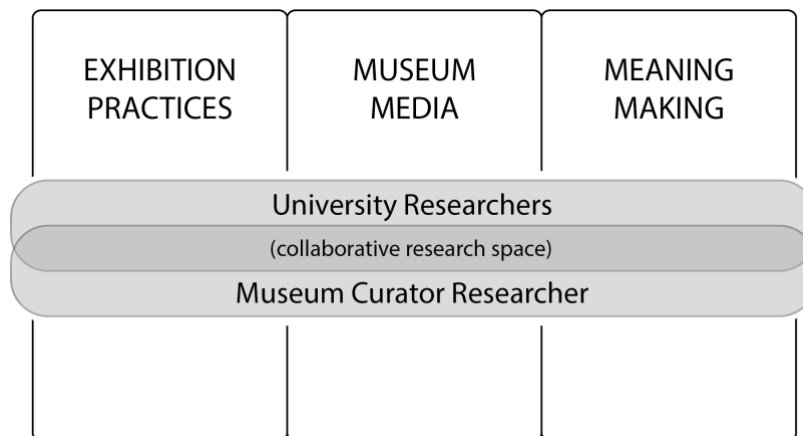 EXHIBITION
PRACTICES
MUSEUM
MEDIA
MEANING
MAKING
University Researchers
(collaborative research space)
Museum Curator Researcher